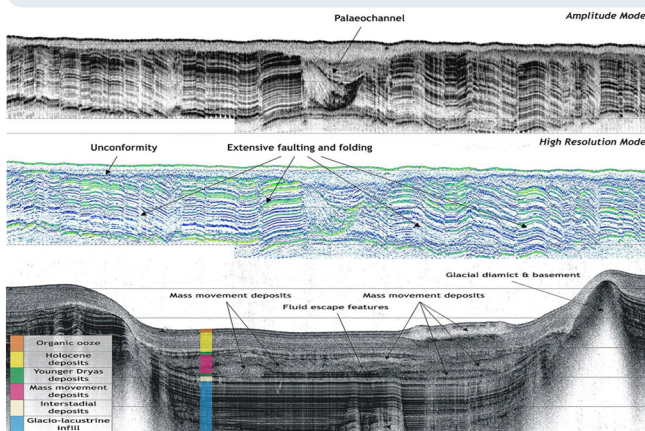 Amplitude Mode
Palaeochannel
High Resolution Mode
Unconformity
Extensive faulting and folding
Glacial diamict & basement
Mass movement deposits
Mass movement deposits
Fluid escape features
Organic ooze
Holocene
deposits
Younger Dryas
deposits
Mass movement
deposits
Interstadial
deposits
Glacio-lacustrine
infill